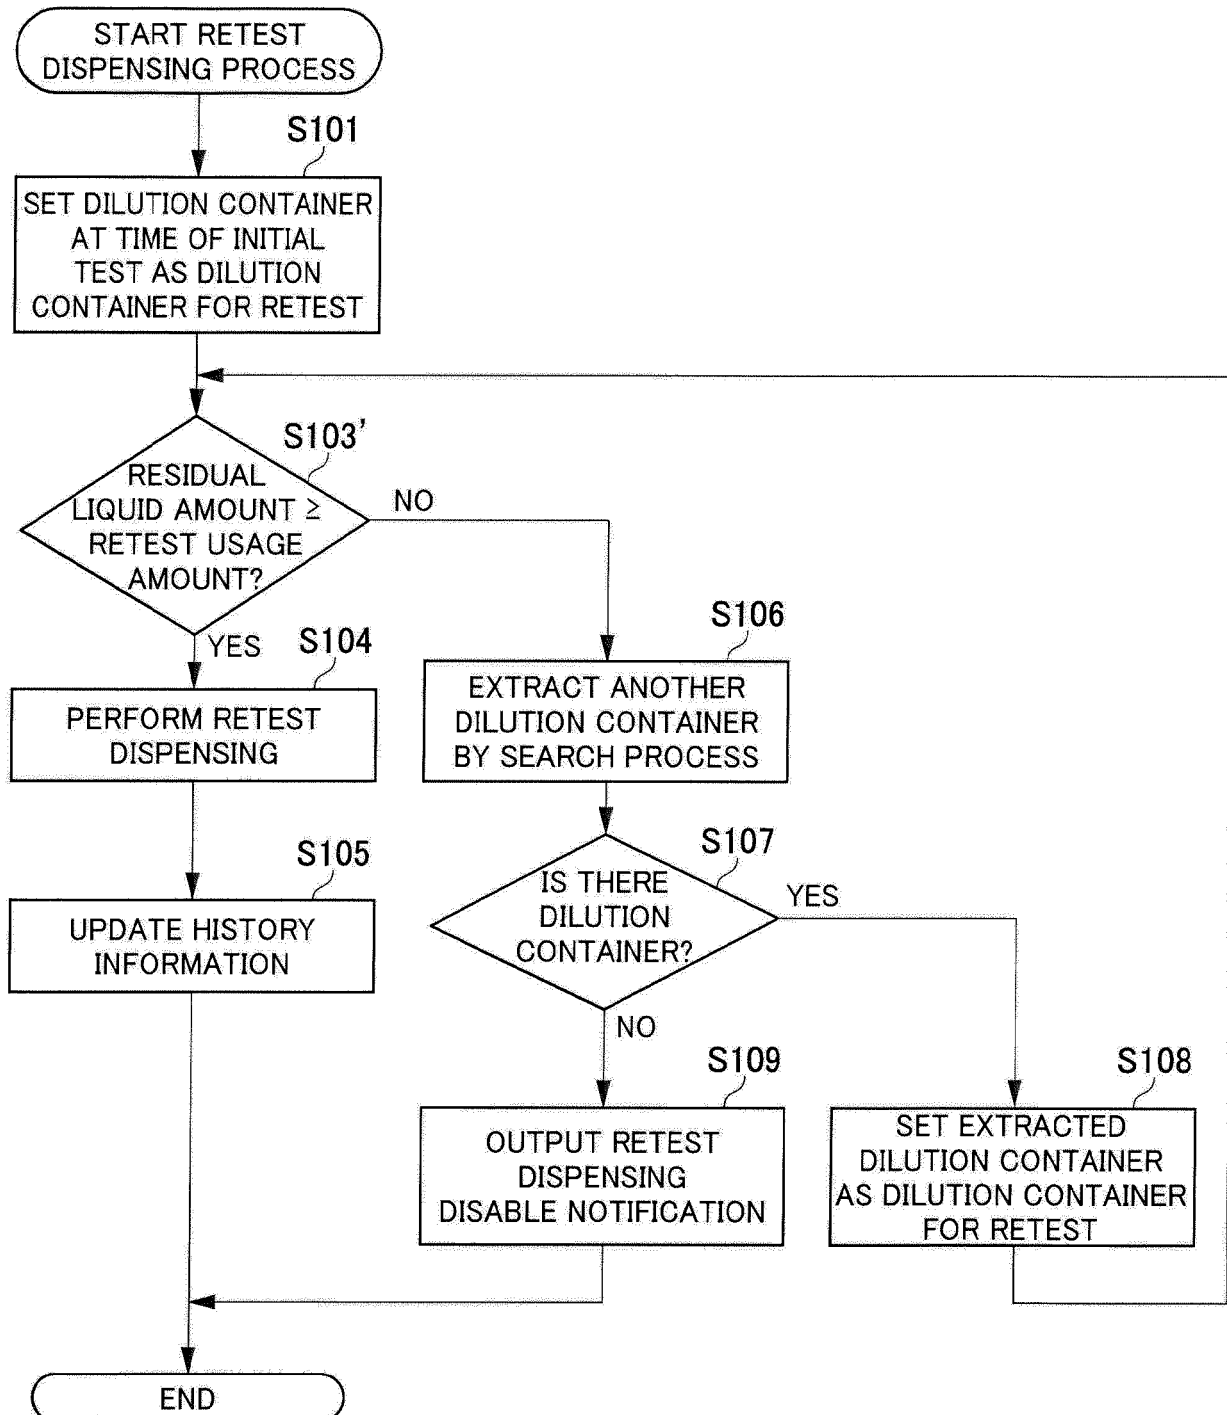 START RETEST
DISPENSING PROCESS
S101
SET DILUTION CONTAINER
AT TIME OF INITIAL
TEST AS DILUTION
CONTAINER FOR RETEST
S103'
RESIDUAL
LIQUID AMOUNT ≥
RETEST USAGE
AMOUNT?
NO
YES
S104
PERFORM RETEST
DISPENSING
S105
UPDATE HISTORY
INFORMATION
S106
EXTRACT ANOTHER
DILUTION CONTAINER
BY SEARCH PROCESS
S107
IS THERE
DILUTION
CONTAINER?
YES
NO
S109
OUTPUT RETEST
DISPENSING
DISABLE NOTIFICATION
S108
SET EXTRACTED
DILUTION CONTAINER
AS DILUTION CONTAINER
FOR RETEST
END